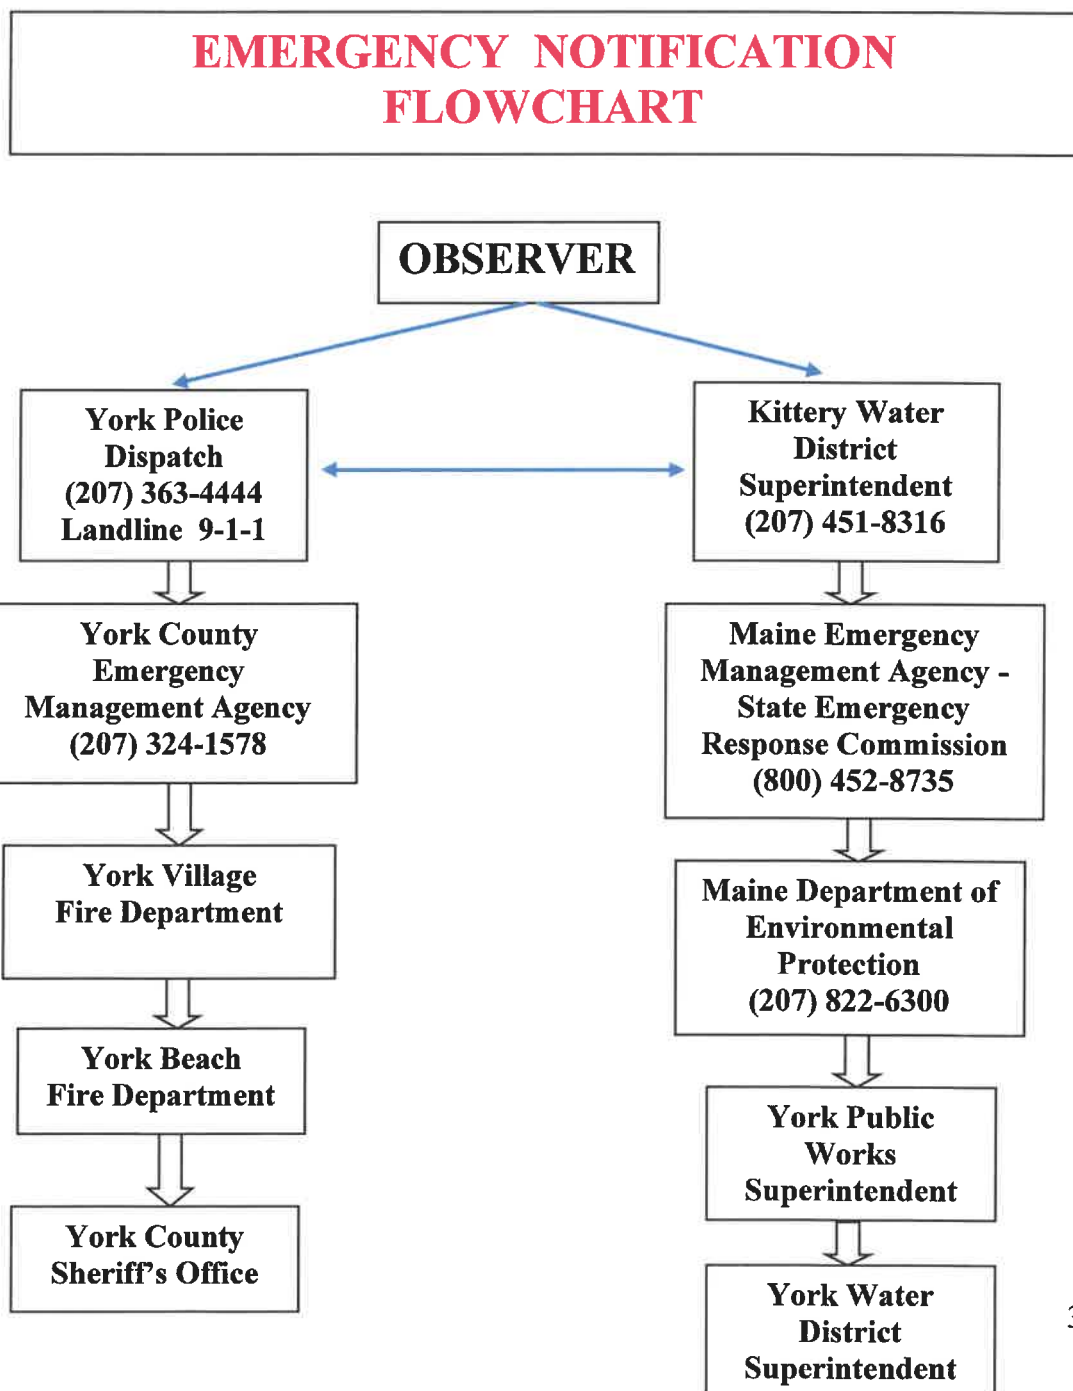 EMERGENCY NOTIFICATION
FLOWCHART
OBSERVER
York Police
Dispatch
(207) 363-4444
Landline 9-1-1
Kittery Water
District
Superintendent
(207) 451-8316
York County
Emergency
Management Agency
(207) 324-1578
Maine Emergency
Management Agency -
State Emergency
Response Commission
(800) 452-8735
York Village
Fire Department
Maine Department of
Environmental
Protection
(207) 822-6300
York Beach
Fire Department
York Public
Works
Superintendent
York County
Sheriff's Office
York Water
District
Superintendent
3